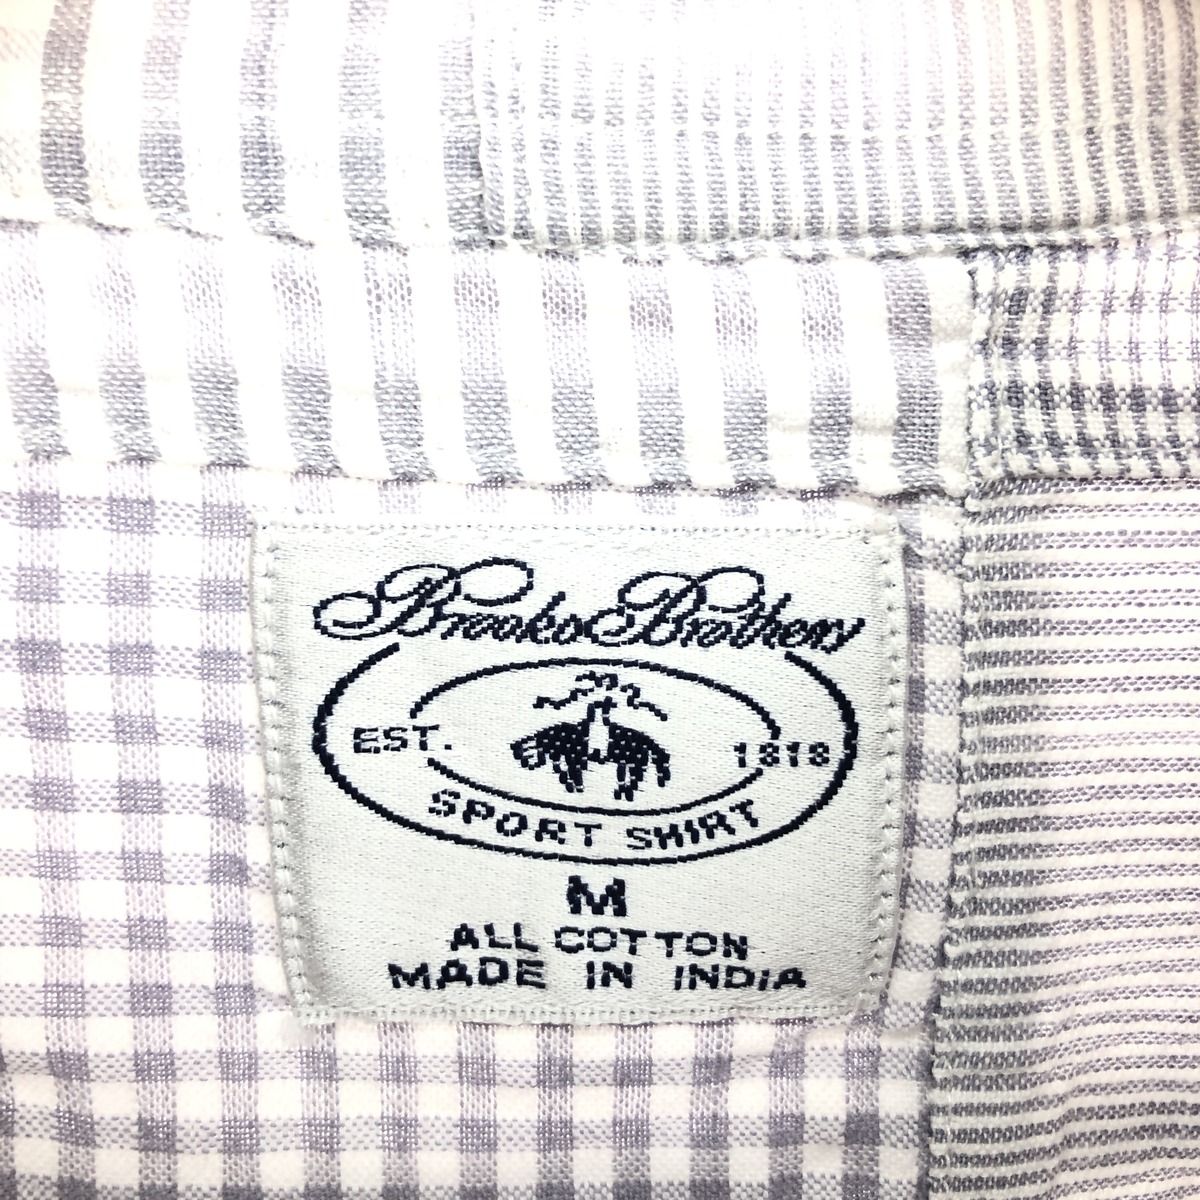 Brooks Brothers
EST. 1818
SPORT SHIRT
M
ALL COTTON
MADE IN INDIA